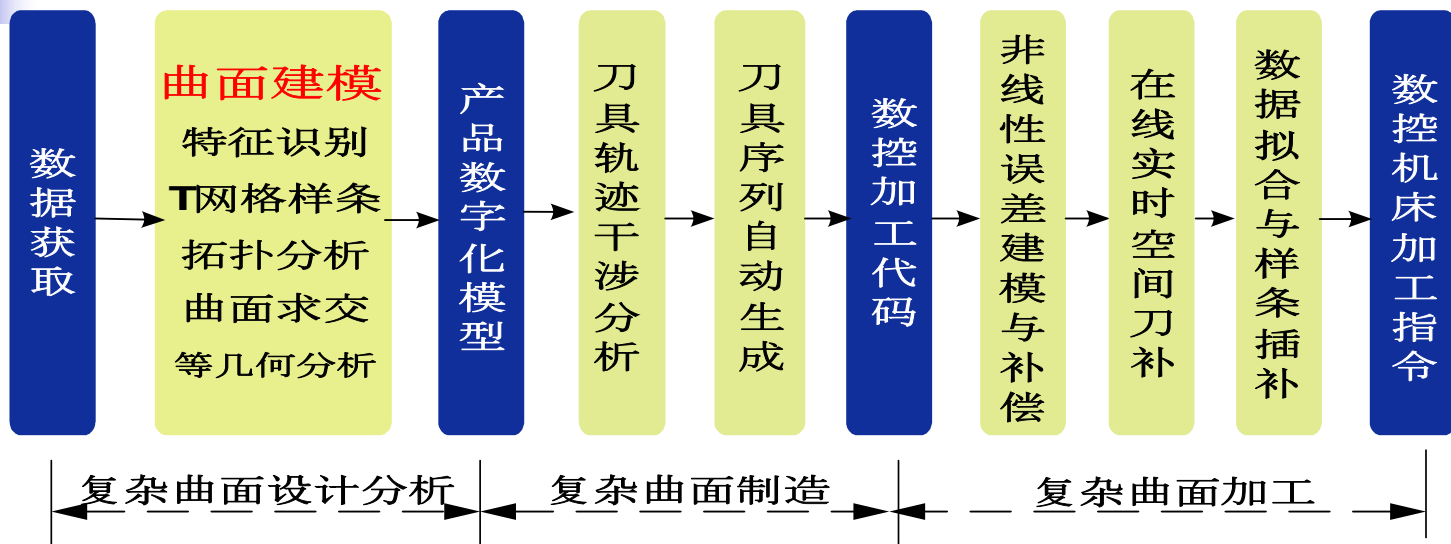 数据获取
曲面建模
特征识别
T网格样条
拓扑分析
曲面求交
等几何分析
产品数字化模型
刀具轨迹干涉分析
刀具序列自动生成
数控加工代码
非线性误差建模与补偿
在线实时空间刀补
数据拟合与样条插补
数控机床加工指令
复杂曲面设计分析
复杂曲面制造
复杂曲面加工